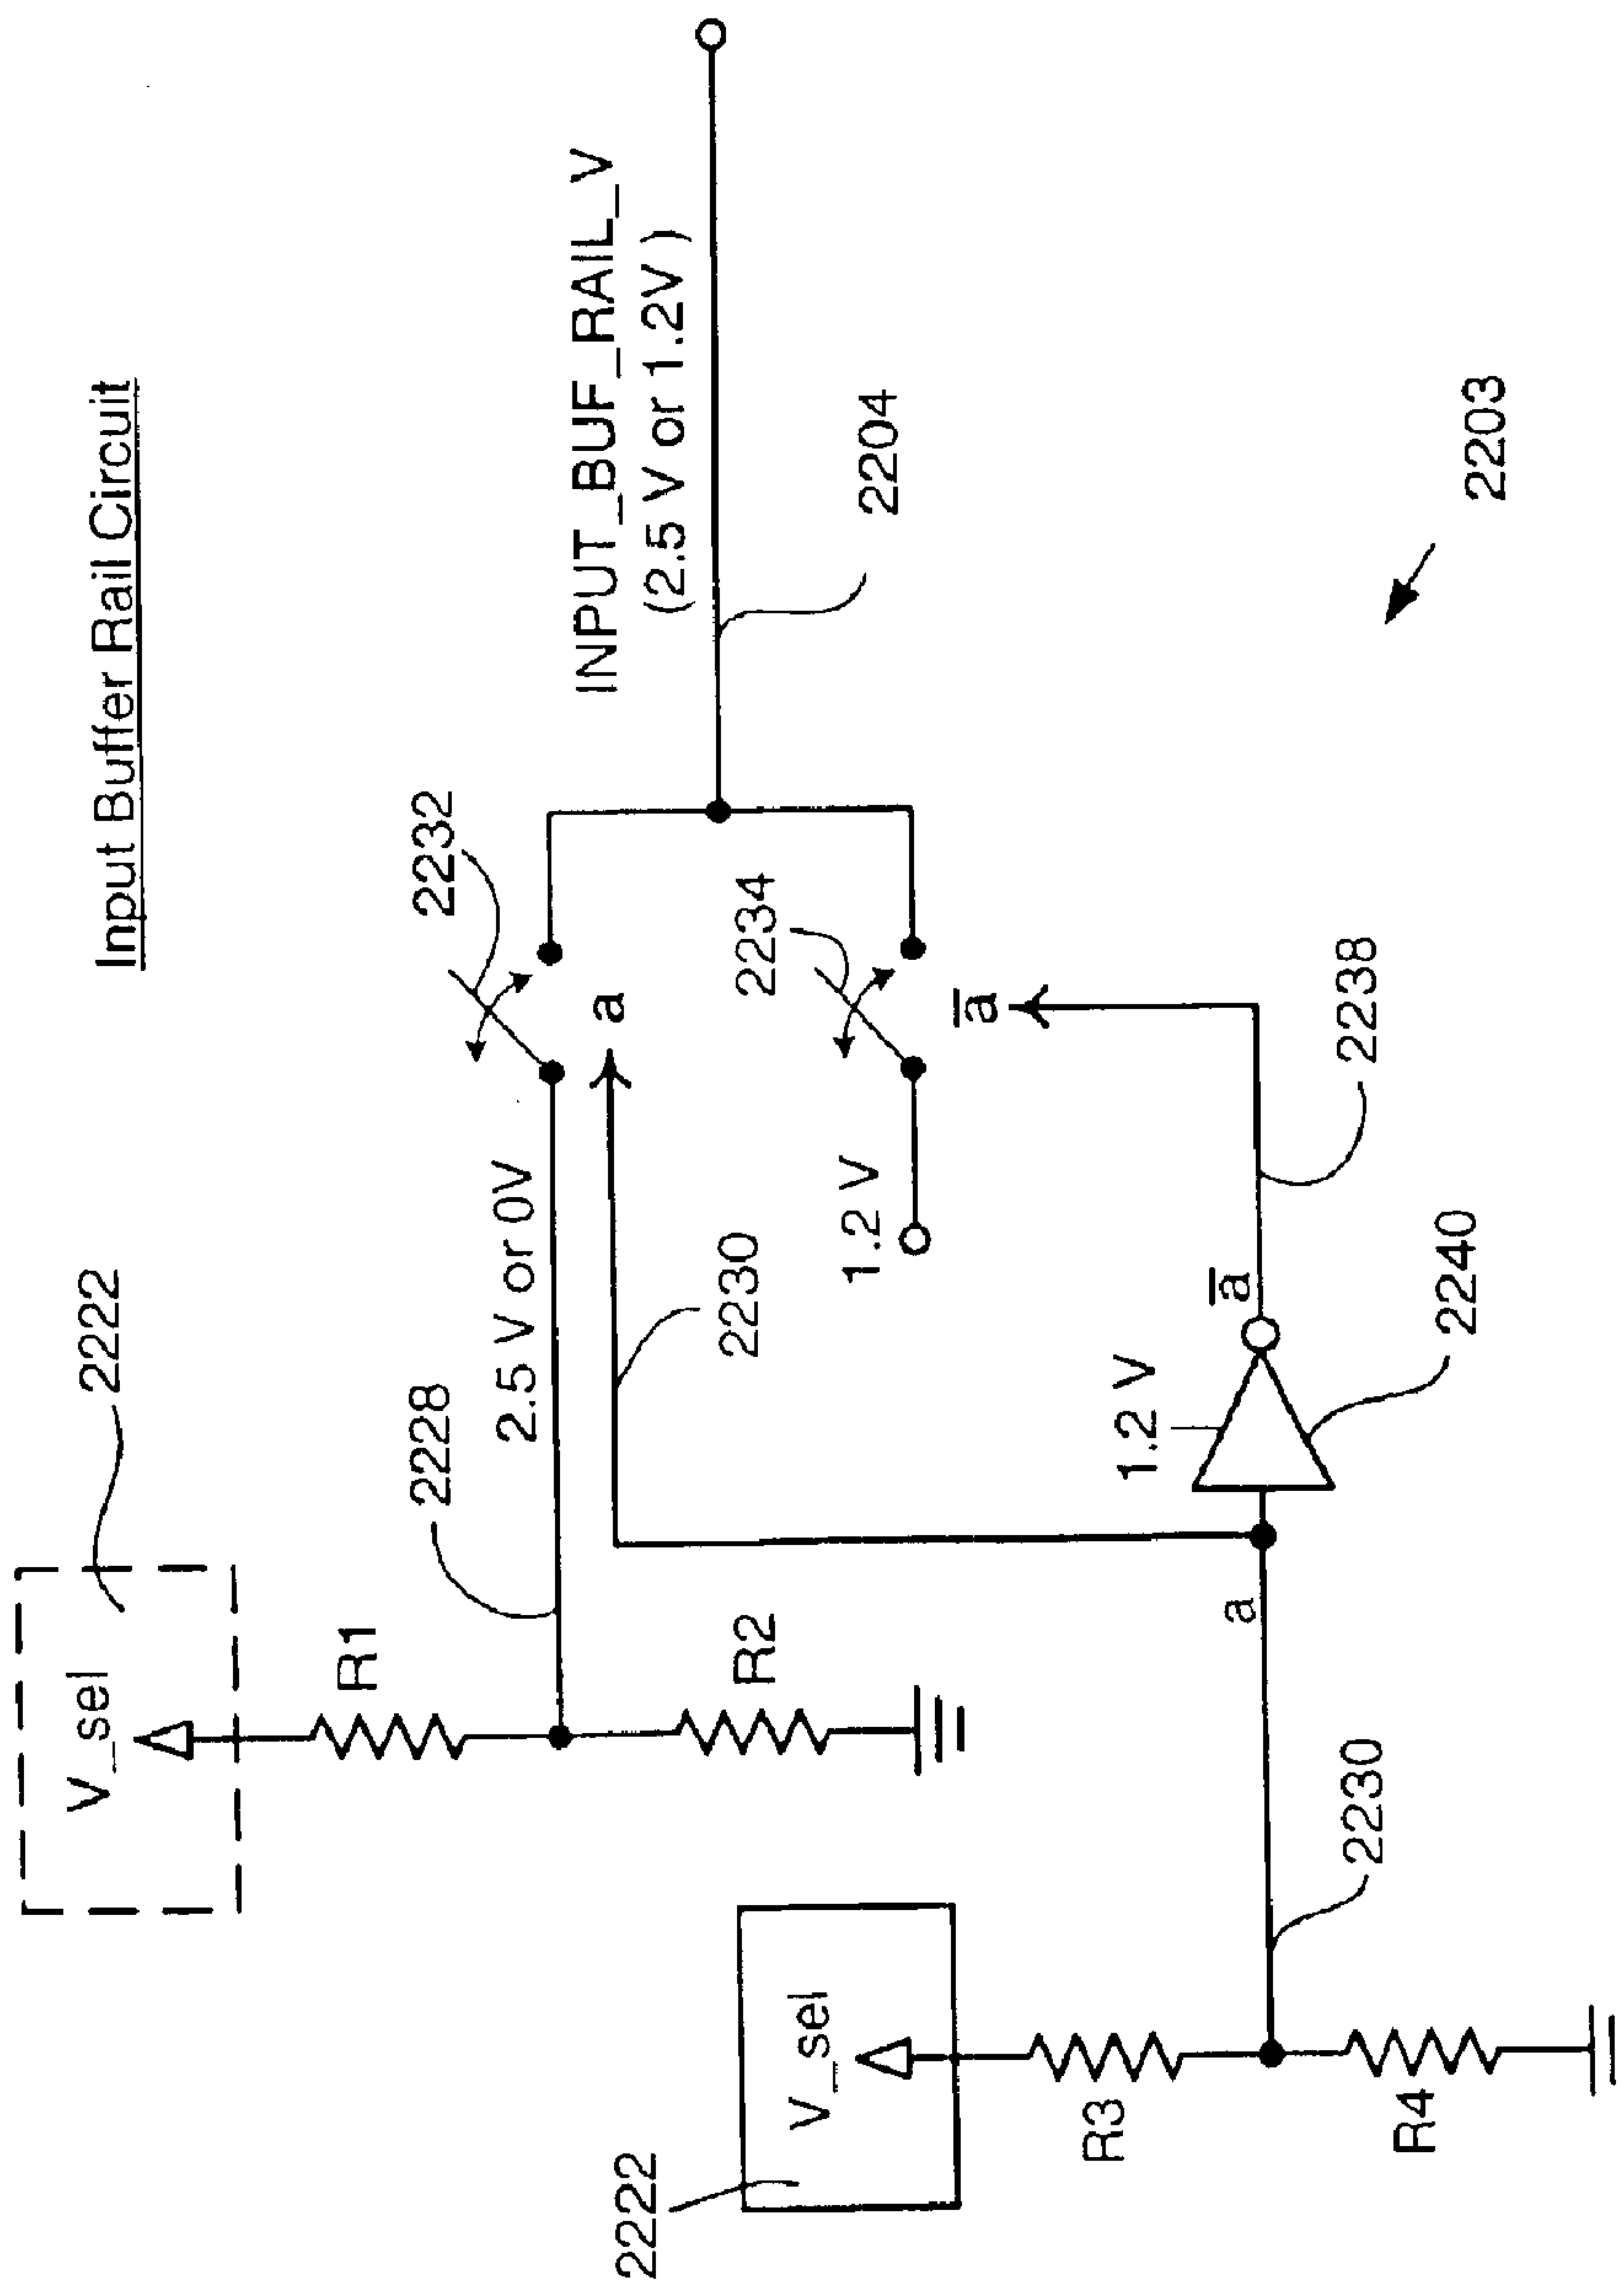 Input Buffer Rail Circuit
2222
V_sel
R1
2228
2.5 V or 0V
2232
INPUT_BUF_RAIL_V
(2.5 V or 1.2V )
R2
2230
a
2234
1.2 V
a̅
2204
2222
V_sel
R3
R4
2230
a
1.2 V
2240
a̅
2238
2203